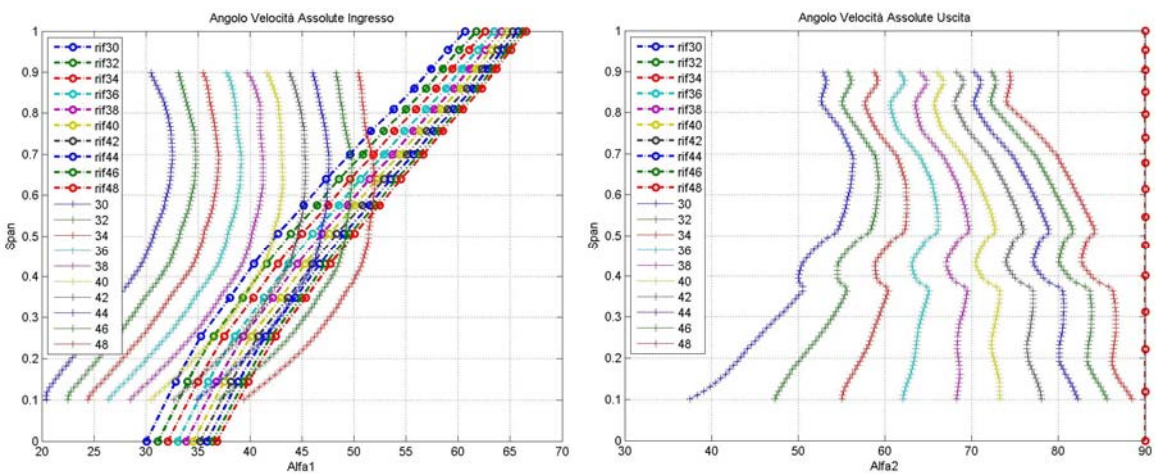 Angolo Velocità Assolute Ingresso
1
0.9
0.8
0.7
0.6
0.5
0.4
0.3
0.2
0.1
0
Span
rif30
rif32
rif34
rif36
rif38
rif40
rif42
rif44
rif46
rif48
30
32
34
36
38
40
42
44
46
48
20 25 30 35 40 45 50 55 60 65 70
Alfa1
Angolo Velocità Assolute Uscita
1
0.9
0.8
0.7
0.6
0.5
0.4
0.3
0.2
0.1
0
Span
rif30
rif32
rif34
rif36
rif38
rif40
rif42
rif44
rif46
rif48
30
32
34
36
38
40
42
44
46
48
30 40 50 60 70 80 90
Alfa2